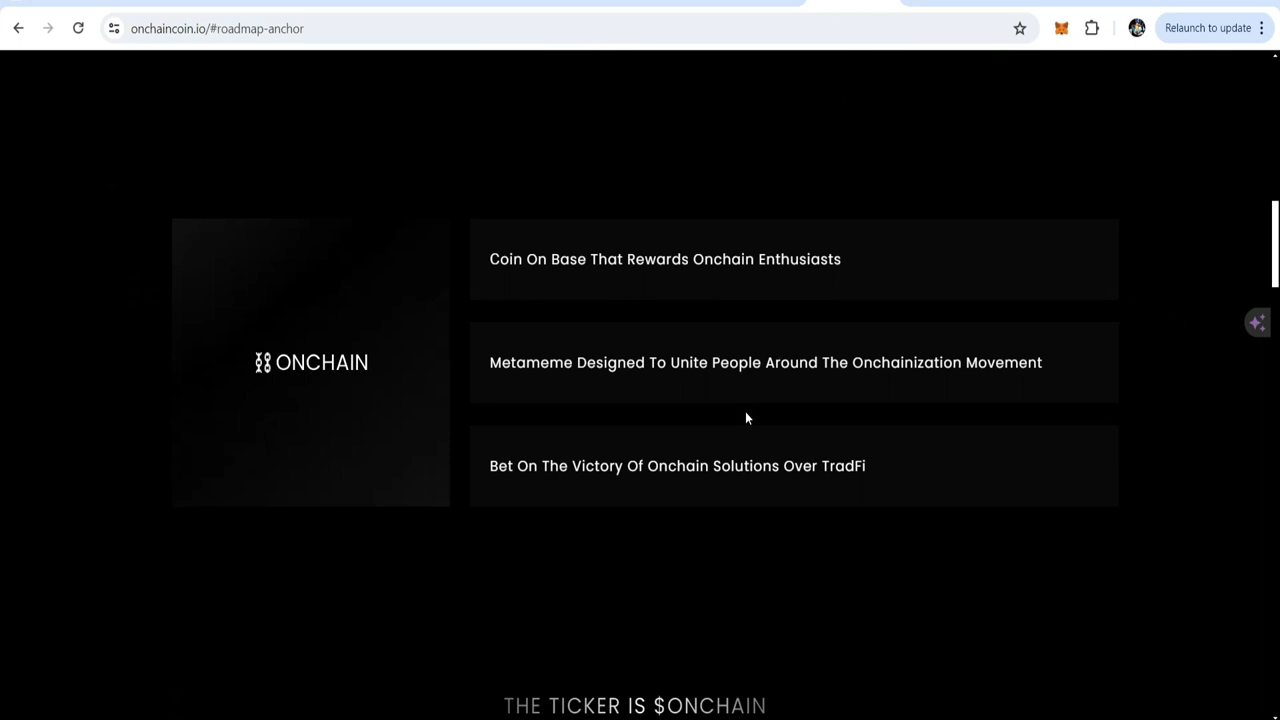 onchaincoin.io/#roadmap-anchor
Relaunch to update
Coin On Base That Rewards Onchain Enthusiasts
ONCHAIN
Metameme Designed To Unite People Around The Onchainization Movement
Bet On The Victory Of Onchain Solutions Over TradFi
THE TICKER IS $ONCHAIN